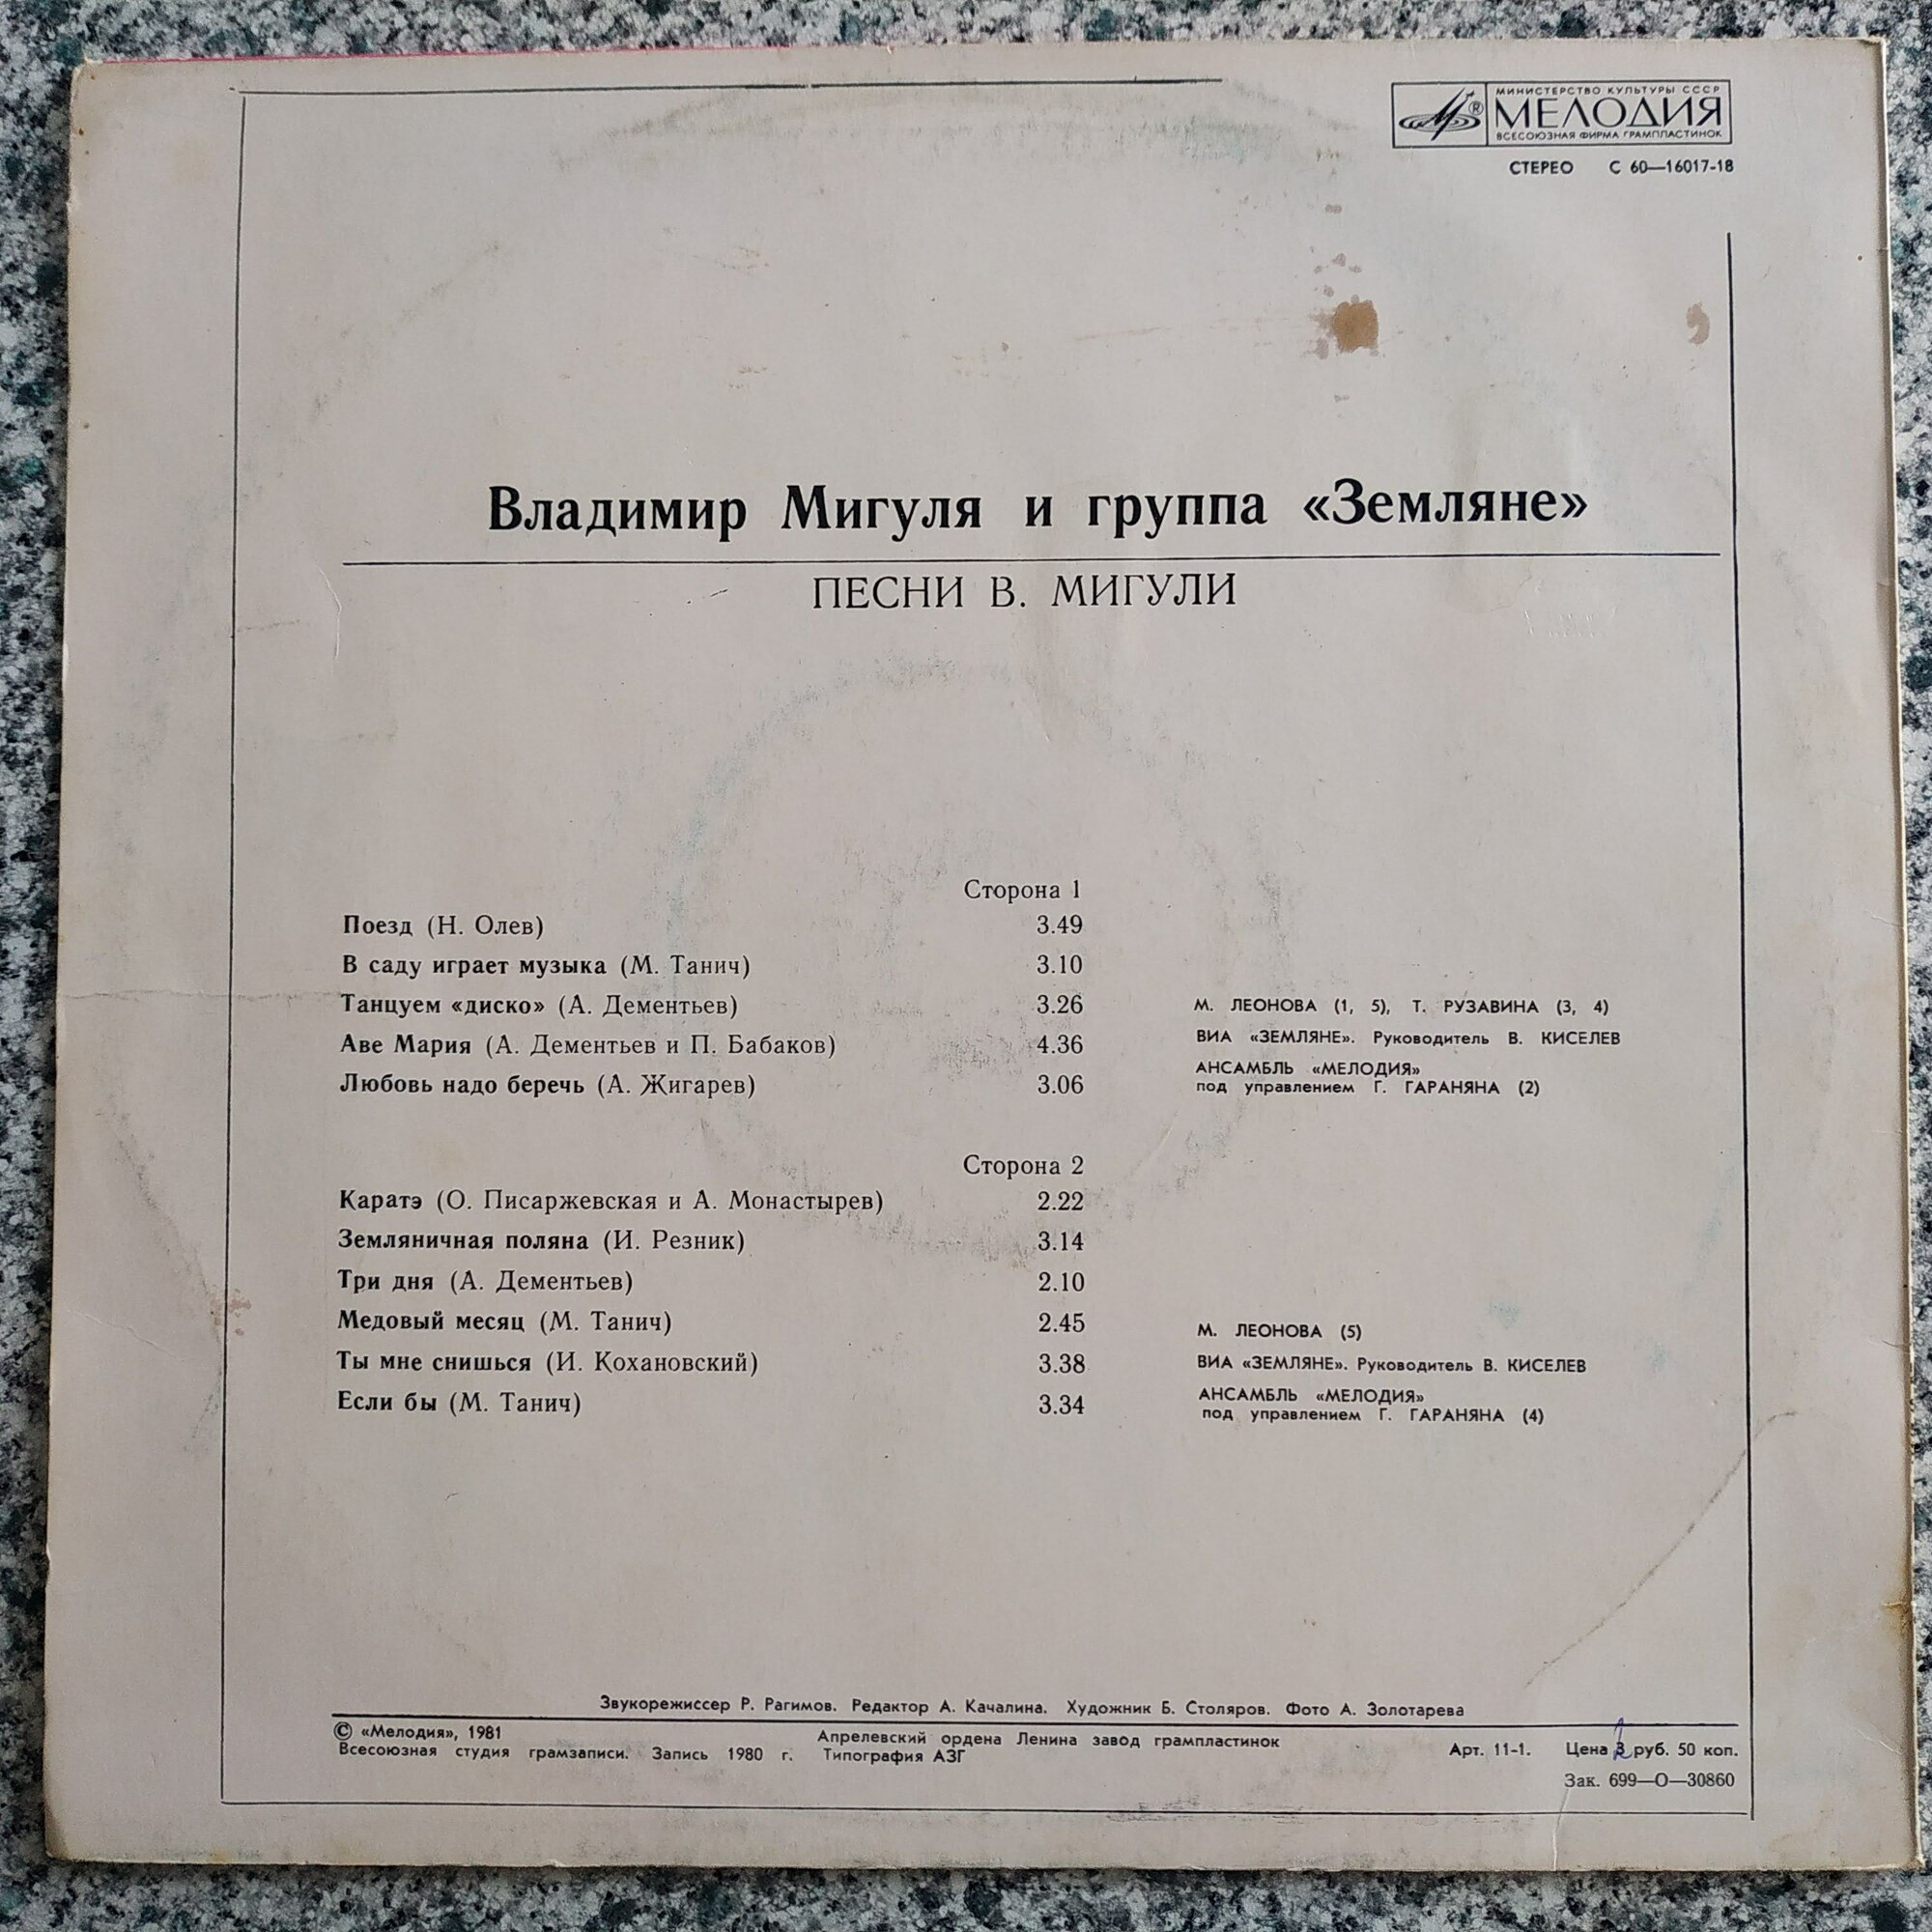 МИНИСТЕРСТВО КУЛЬТУРЫ СССР
® МЕЛОДИЯ
ВСЕСОЮЗНАЯ ФИРМА ГРАМПЛАСТИНОК
СТЕРЕО С 60—16017-18
Владимир Мигуля и группа «Земляне»
ПЕСНИ В. МИГУЛИ
Сторона 1
Поезд (Н. Олев) 3.49
В саду играет музыка (М. Танич) 3.10
Танцуем «диско» (А. Дементьев) 3.26
Аве Мария (А. Дементьев и П. Бабаков) 4.36
Любовь надо беречь (А. Жигарев) 3.06
М. ЛЕОНОВА (1, 5), Т. РУЗАВИНА (3, 4)
ВИА «ЗЕМЛЯНЕ». Руководитель В. КИСЕЛЕВ
АНСАМБЛЬ «МЕЛОДИЯ»
под управлением Г. ГАРАНЯНА (2)
Сторона 2
Каратэ (О. Писаржевская и А. Монастырев) 2.22
Земляничная поляна (И. Резник) 3.14
Три дня (А. Дементьев) 2.10
Медовый месяц (М. Танич) 2.45
Ты мне снишься (И. Кохановский) 3.38
Если бы (М. Танич) 3.34
М. ЛЕОНОВА (5)
ВИА «ЗЕМЛЯНЕ». Руководитель В. КИСЕЛЕВ
АНСАМБЛЬ «МЕЛОДИЯ»
под управлением Г. ГАРАНЯНА (4)
Звукорежиссер Р. Рагимов. Редактор А. Качалина. Художник Б. Столяров. Фото А. Золотарева
© «Мелодия», 1981
Всесоюзная студия грамзаписи. Запись 1980 г.
Апрелевский ордена Ленина завод грампластинок
Типография АЗГ
Арт. 11-1. Цена руб. 50 коп.
Зак. 699—О—30860